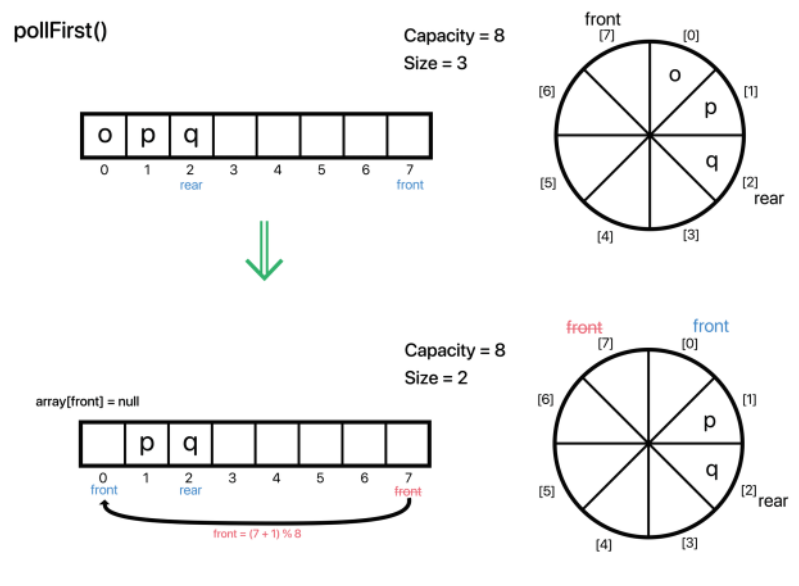 pollFirst()
Capacity = 8
Size = 3
o p q
0 1 2 3 4 5 6 7
rear front
front
[7] [0]
[6] o [1]
p
q
[5] [2]
rear
[4] [3]
Capacity = 8
Size = 2
array[front] = null
p q
0 1 2 3 4 5 6 7
front rear front
front = (7 + 1) % 8
front front
[7] [0]
[6] [1]
p
q
[5] [2]
rear
[4] [3]